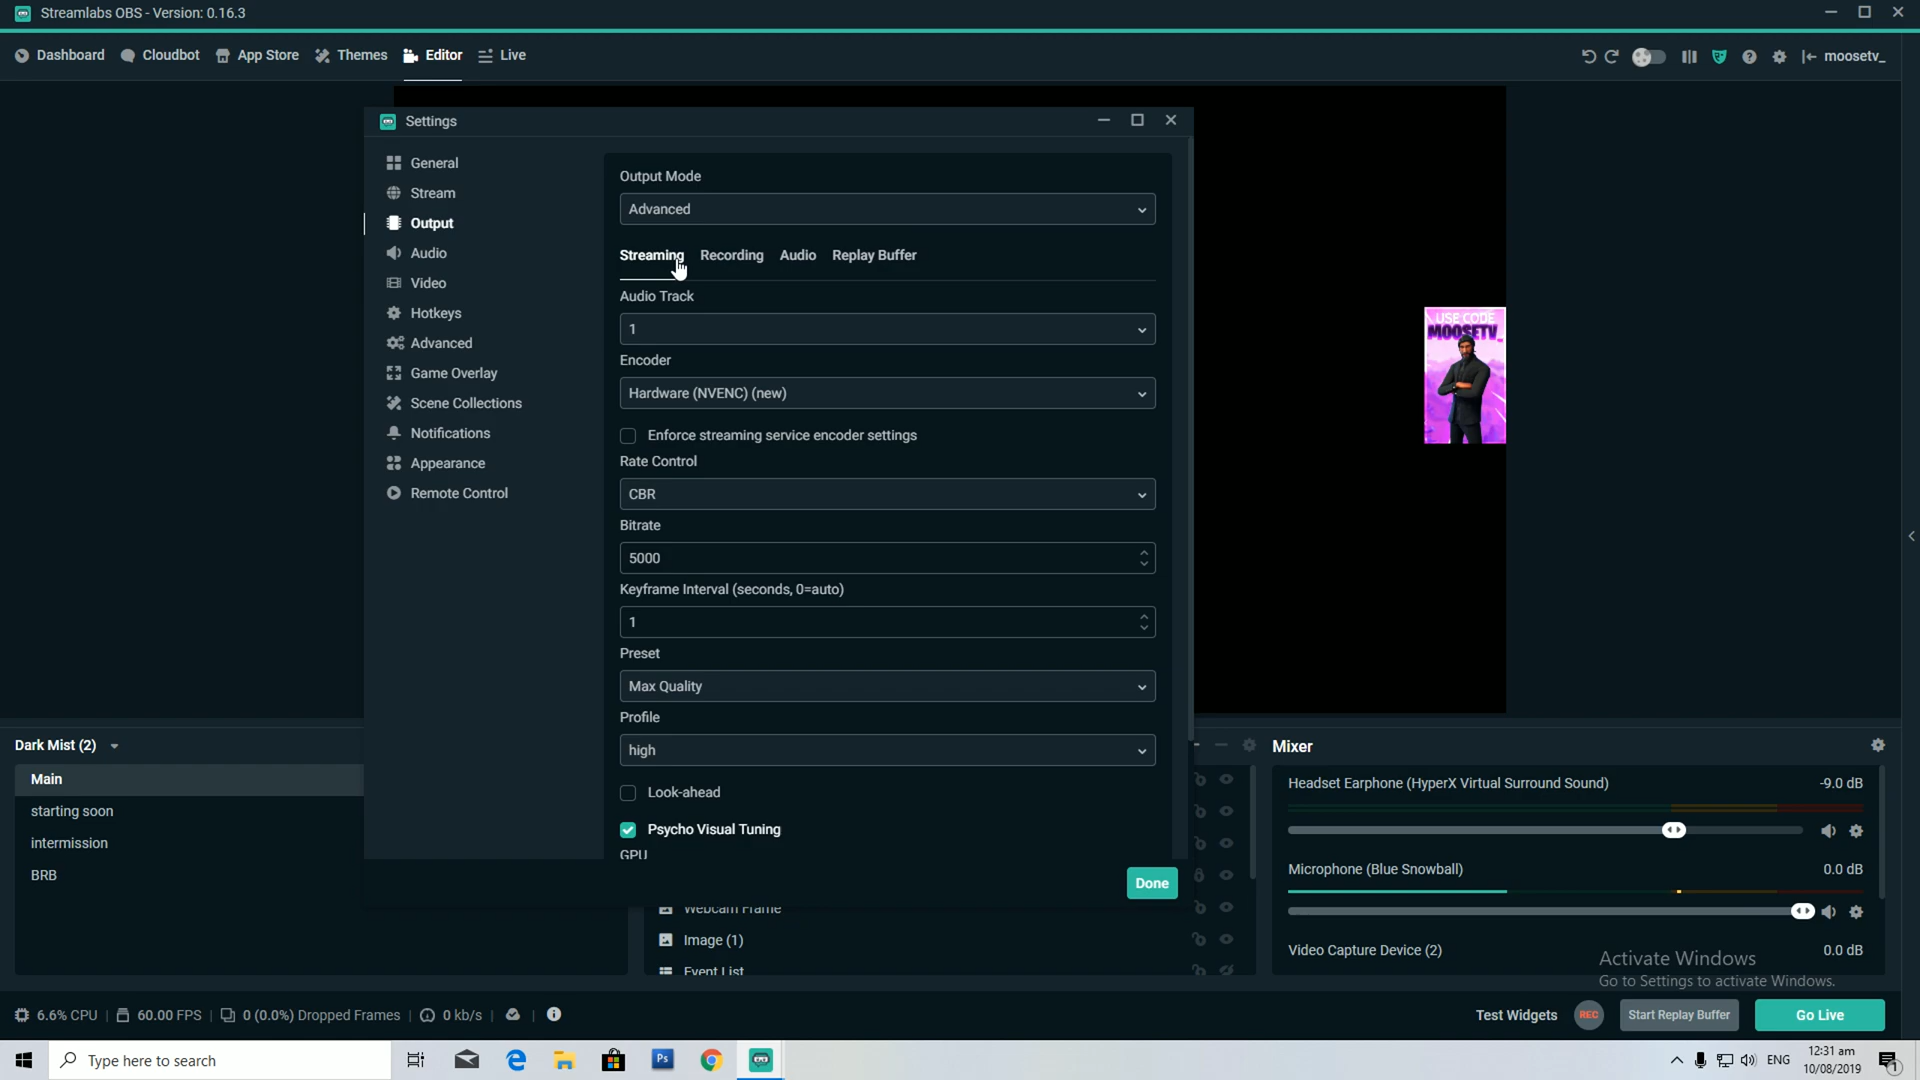 Streamlabs OBS - Version: 0.16.3
Dashboard
Cloudbot
App Store
Themes
Editor
Live
moosetv_
Settings
General
Stream
Output
Audio
Video
Hotkeys
Advanced
Game Overlay
Scene Collections
Notifications
Appearance
Remote Control
Output Mode
Advanced
Streaming
Recording
Audio
Replay Buffer
Audio Track
1
Encoder
Hardware (NVENC) (new)
Enforce streaming service encoder settings
Rate Control
CBR
Bitrate
5000
Keyframe Interval (seconds, 0=auto)
1
Preset
Max Quality
Profile
high
Look-ahead
Psycho Visual Tuning
GPU
Done
USE CODE
MOOSETV_
Dark Mist (2)
Main
starting soon
intermission
BRB
Webcam Frame
Image (1)
Event List
Mixer
Headset Earphone (HyperX Virtual Surround Sound)
-9.0 dB
Microphone (Blue Snowball)
0.0 dB
Video Capture Device (2)
0.0 dB
Activate Windows
Go to Settings to activate Windows.
6.6% CPU
60.00 FPS
0 (0.0%) Dropped Frames
0 kb/s
Test Widgets
REC
Start Replay Buffer
Go Live
Type here to search
Ps
ENG
12:31 am
10/08/2019
1